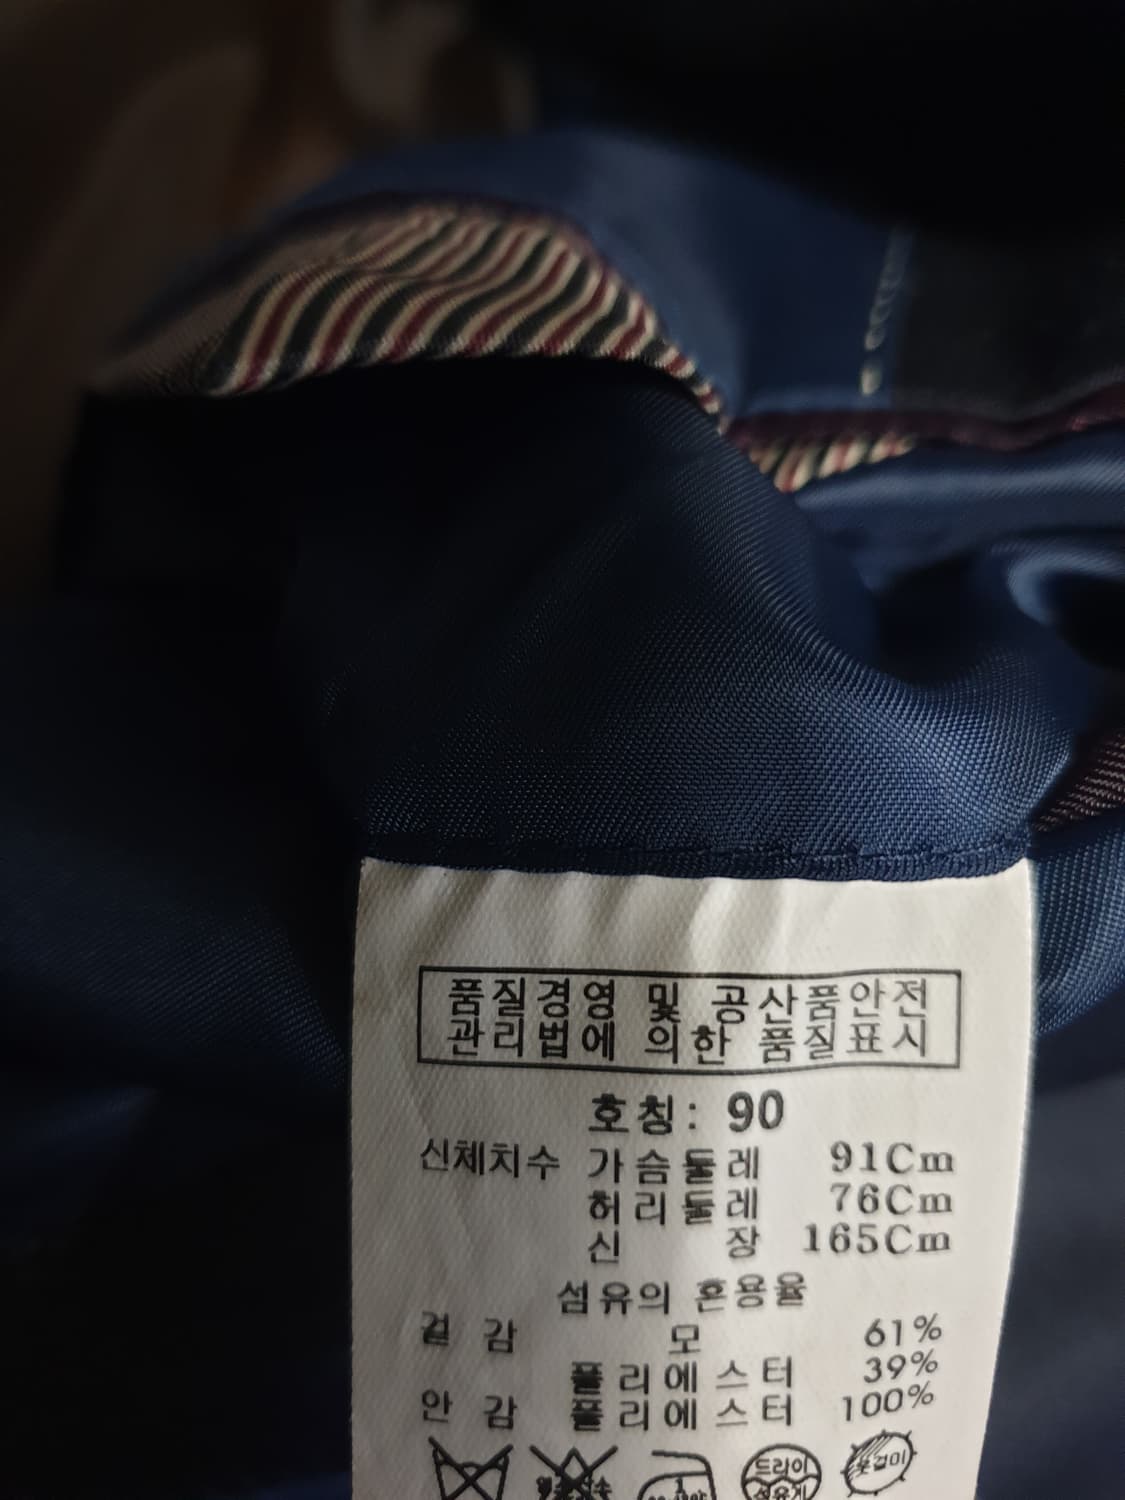 품질경영 및 공산품안전
관리법에 의한 품질표시
호칭: 90
신체치수 가슴둘레 91Cm
허리둘레 76Cm
신 장 165Cm
섬유의 혼용율
겉 감 모 61%
폴리에스터 39%
안 감 폴리에스터 100%
드라이